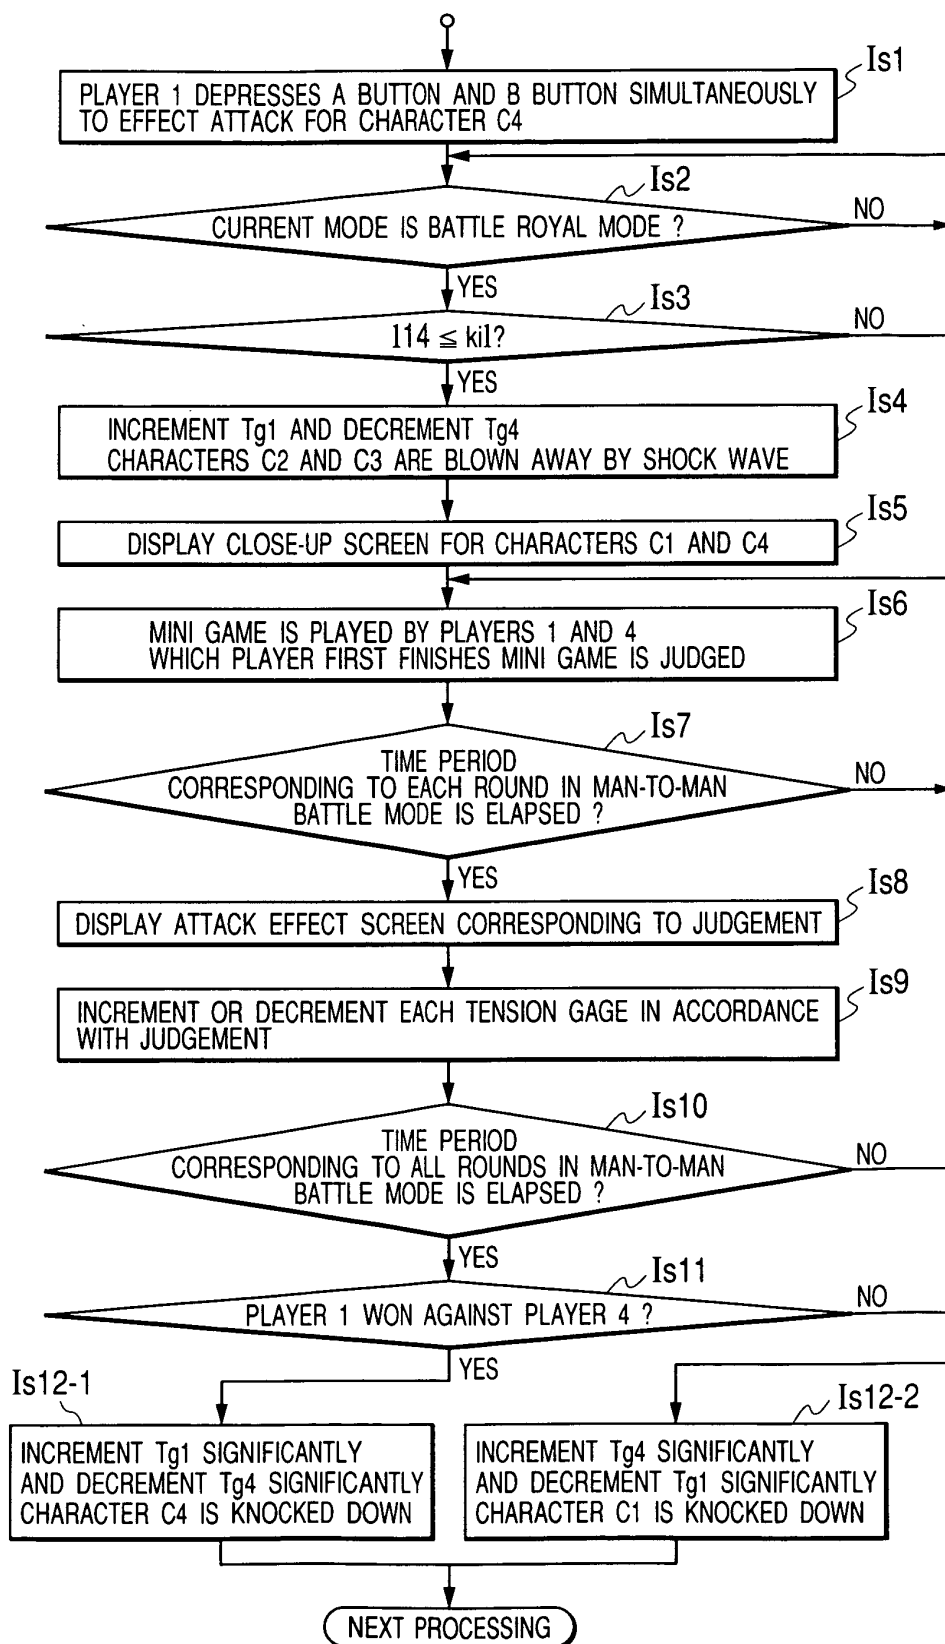 Is1
PLAYER 1 DEPRESSES A BUTTON AND B BUTTON SIMULTANEOUSLY
TO EFFECT ATTACK FOR CHARACTER C4
Is2
CURRENT MODE IS BATTLE ROYAL MODE ?
NO
YES
Is3
l14 ≦ ki1?
NO
YES
Is4
INCREMENT Tg1 AND DECREMENT Tg4
CHARACTERS C2 AND C3 ARE BLOWN AWAY BY SHOCK WAVE
Is5
DISPLAY CLOSE-UP SCREEN FOR CHARACTERS C1 AND C4
Is6
MINI GAME IS PLAYED BY PLAYERS 1 AND 4
WHICH PLAYER FIRST FINISHES MINI GAME IS JUDGED
Is7
TIME PERIOD
CORRESPONDING TO EACH ROUND IN MAN-TO-MAN
BATTLE MODE IS ELAPSED ?
NO
YES
Is8
DISPLAY ATTACK EFFECT SCREEN CORRESPONDING TO JUDGEMENT
Is9
INCREMENT OR DECREMENT EACH TENSION GAGE IN ACCORDANCE
WITH JUDGEMENT
Is10
TIME PERIOD
CORRESPONDING TO ALL ROUNDS IN MAN-TO-MAN
BATTLE MODE IS ELAPSED ?
NO
YES
Is11
PLAYER 1 WON AGAINST PLAYER 4 ?
NO
YES
Is12-1
INCREMENT Tg1 SIGNIFICANTLY
AND DECREMENT Tg4 SIGNIFICANTLY
CHARACTER C4 IS KNOCKED DOWN
Is12-2
INCREMENT Tg4 SIGNIFICANTLY
AND DECREMENT Tg1 SIGNIFICANTLY
CHARACTER C1 IS KNOCKED DOWN
NEXT PROCESSING